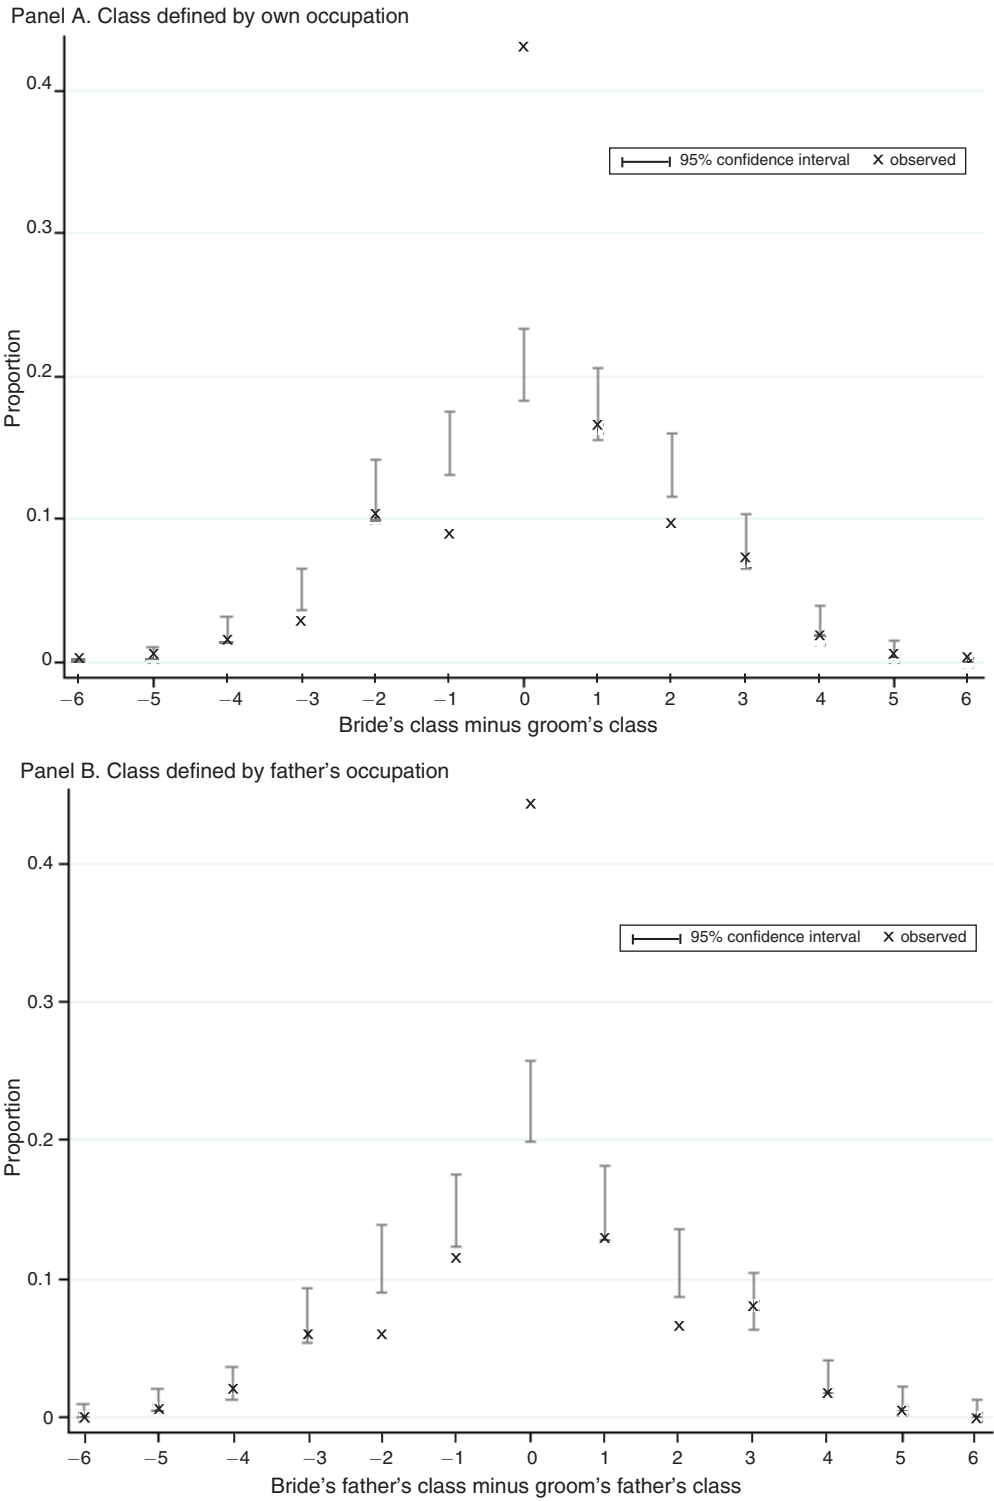 Panel A. Class defined by own occupation
0.4
95% confidence interval × observed
0.3
Proportion
0.2
0.1
0
−6 −5 −4 −3 −2 −1 0 1 2 3 4 5 6
Bride’s class minus groom’s class
Panel B. Class defined by father’s occupation
0.4
95% confidence interval × observed
0.3
Proportion
0.2
0.1
0
−6 −5 −4 −3 −2 −1 0 1 2 3 4 5 6
Bride’s father’s class minus groom’s father’s class